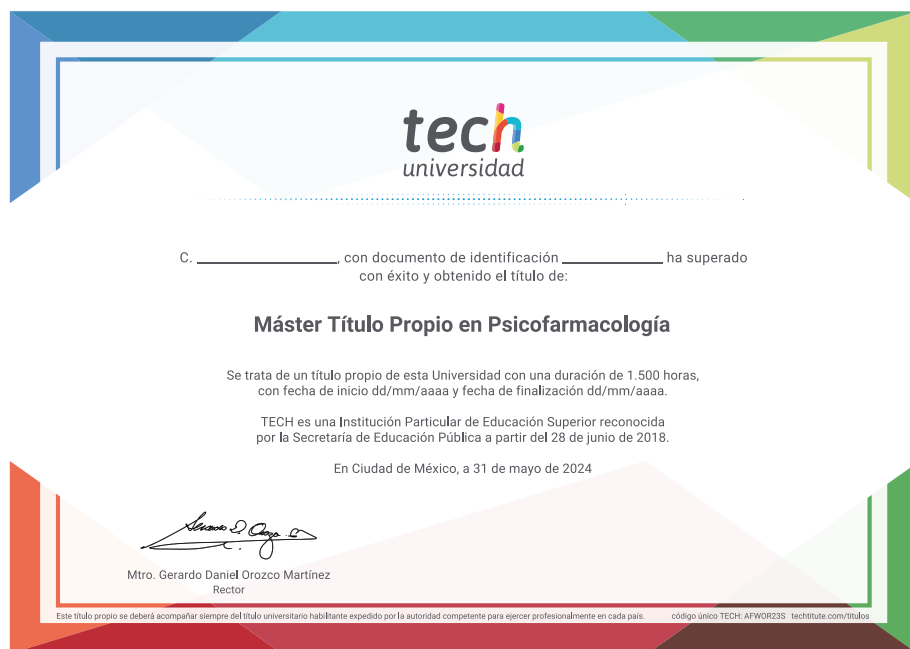 tech
universidad
C. ____________, con documento de identificación ____________ ha superado
con éxito y obtenido el título de:
Máster Título Propio en Psicofarmacología
Se trata de un título propio de esta Universidad con una duración de 1.500 horas,
con fecha de inicio dd/mm/aaaa y fecha de finalización dd/mm/aaaa.
TECH es una Institución Particular de Educación Superior reconocida
por la Secretaría de Educación Pública a partir del 28 de junio de 2018.
En Ciudad de México, a 31 de mayo de 2024
Mtro. Gerardo Daniel Orozco Martínez
Rector
Este título propio se deberá acompañar siempre del título universitario habilitante expedido por la autoridad competente para ejercer profesionalmente en cada país. código único TECH: AFWOR23S techtitute.com/titulos